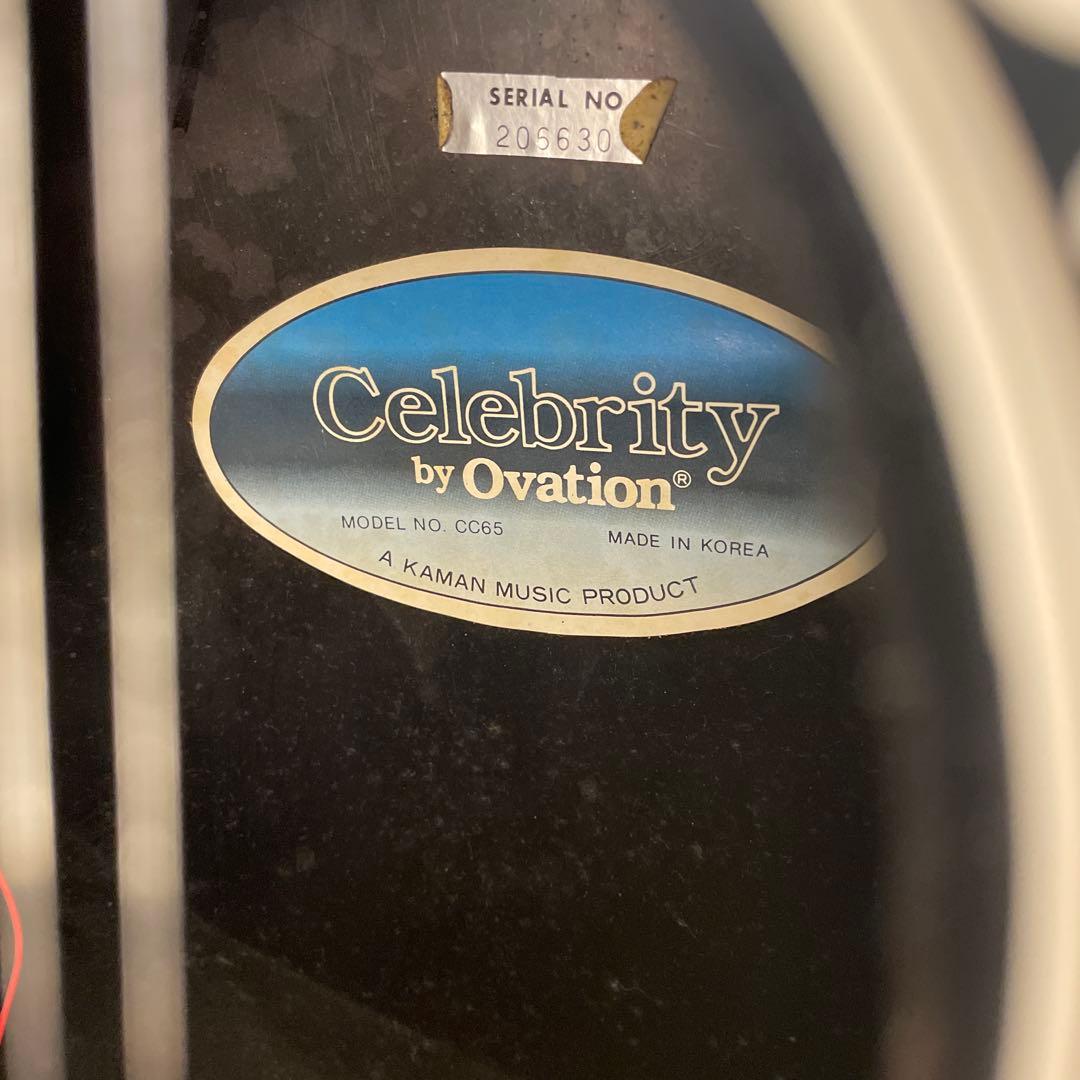 SERIAL NO
206630
Celebrity
by Ovation®
MODEL NO. CC65 MADE IN KOREA
A KAMAN MUSIC PRODUCT